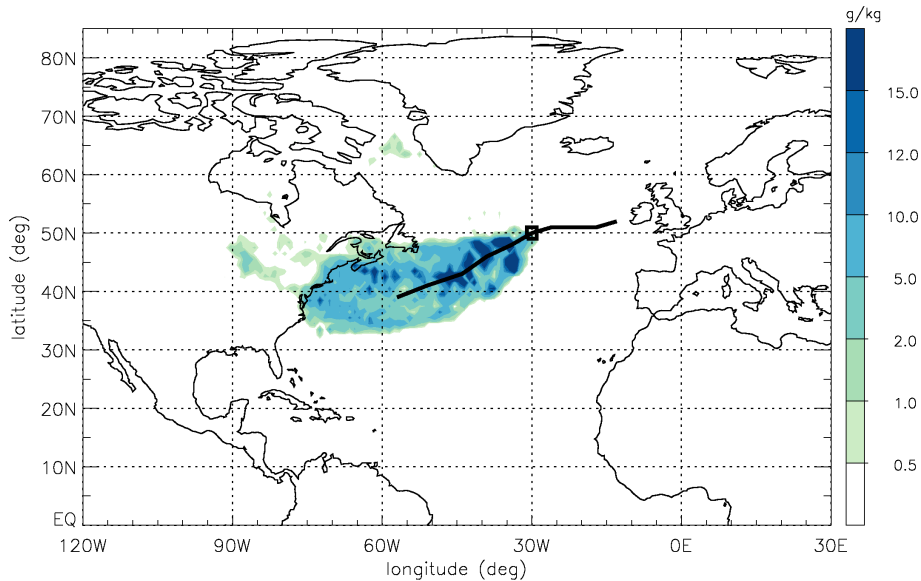 g/kg
80N
70N
60N
50N
40N
30N
20N
10N
EQ
latitude (deg)
120W 90W 60W 30W 0E 30E
longitude (deg)
15.0
12.0
10.0
5.0
2.0
1.0
0.5